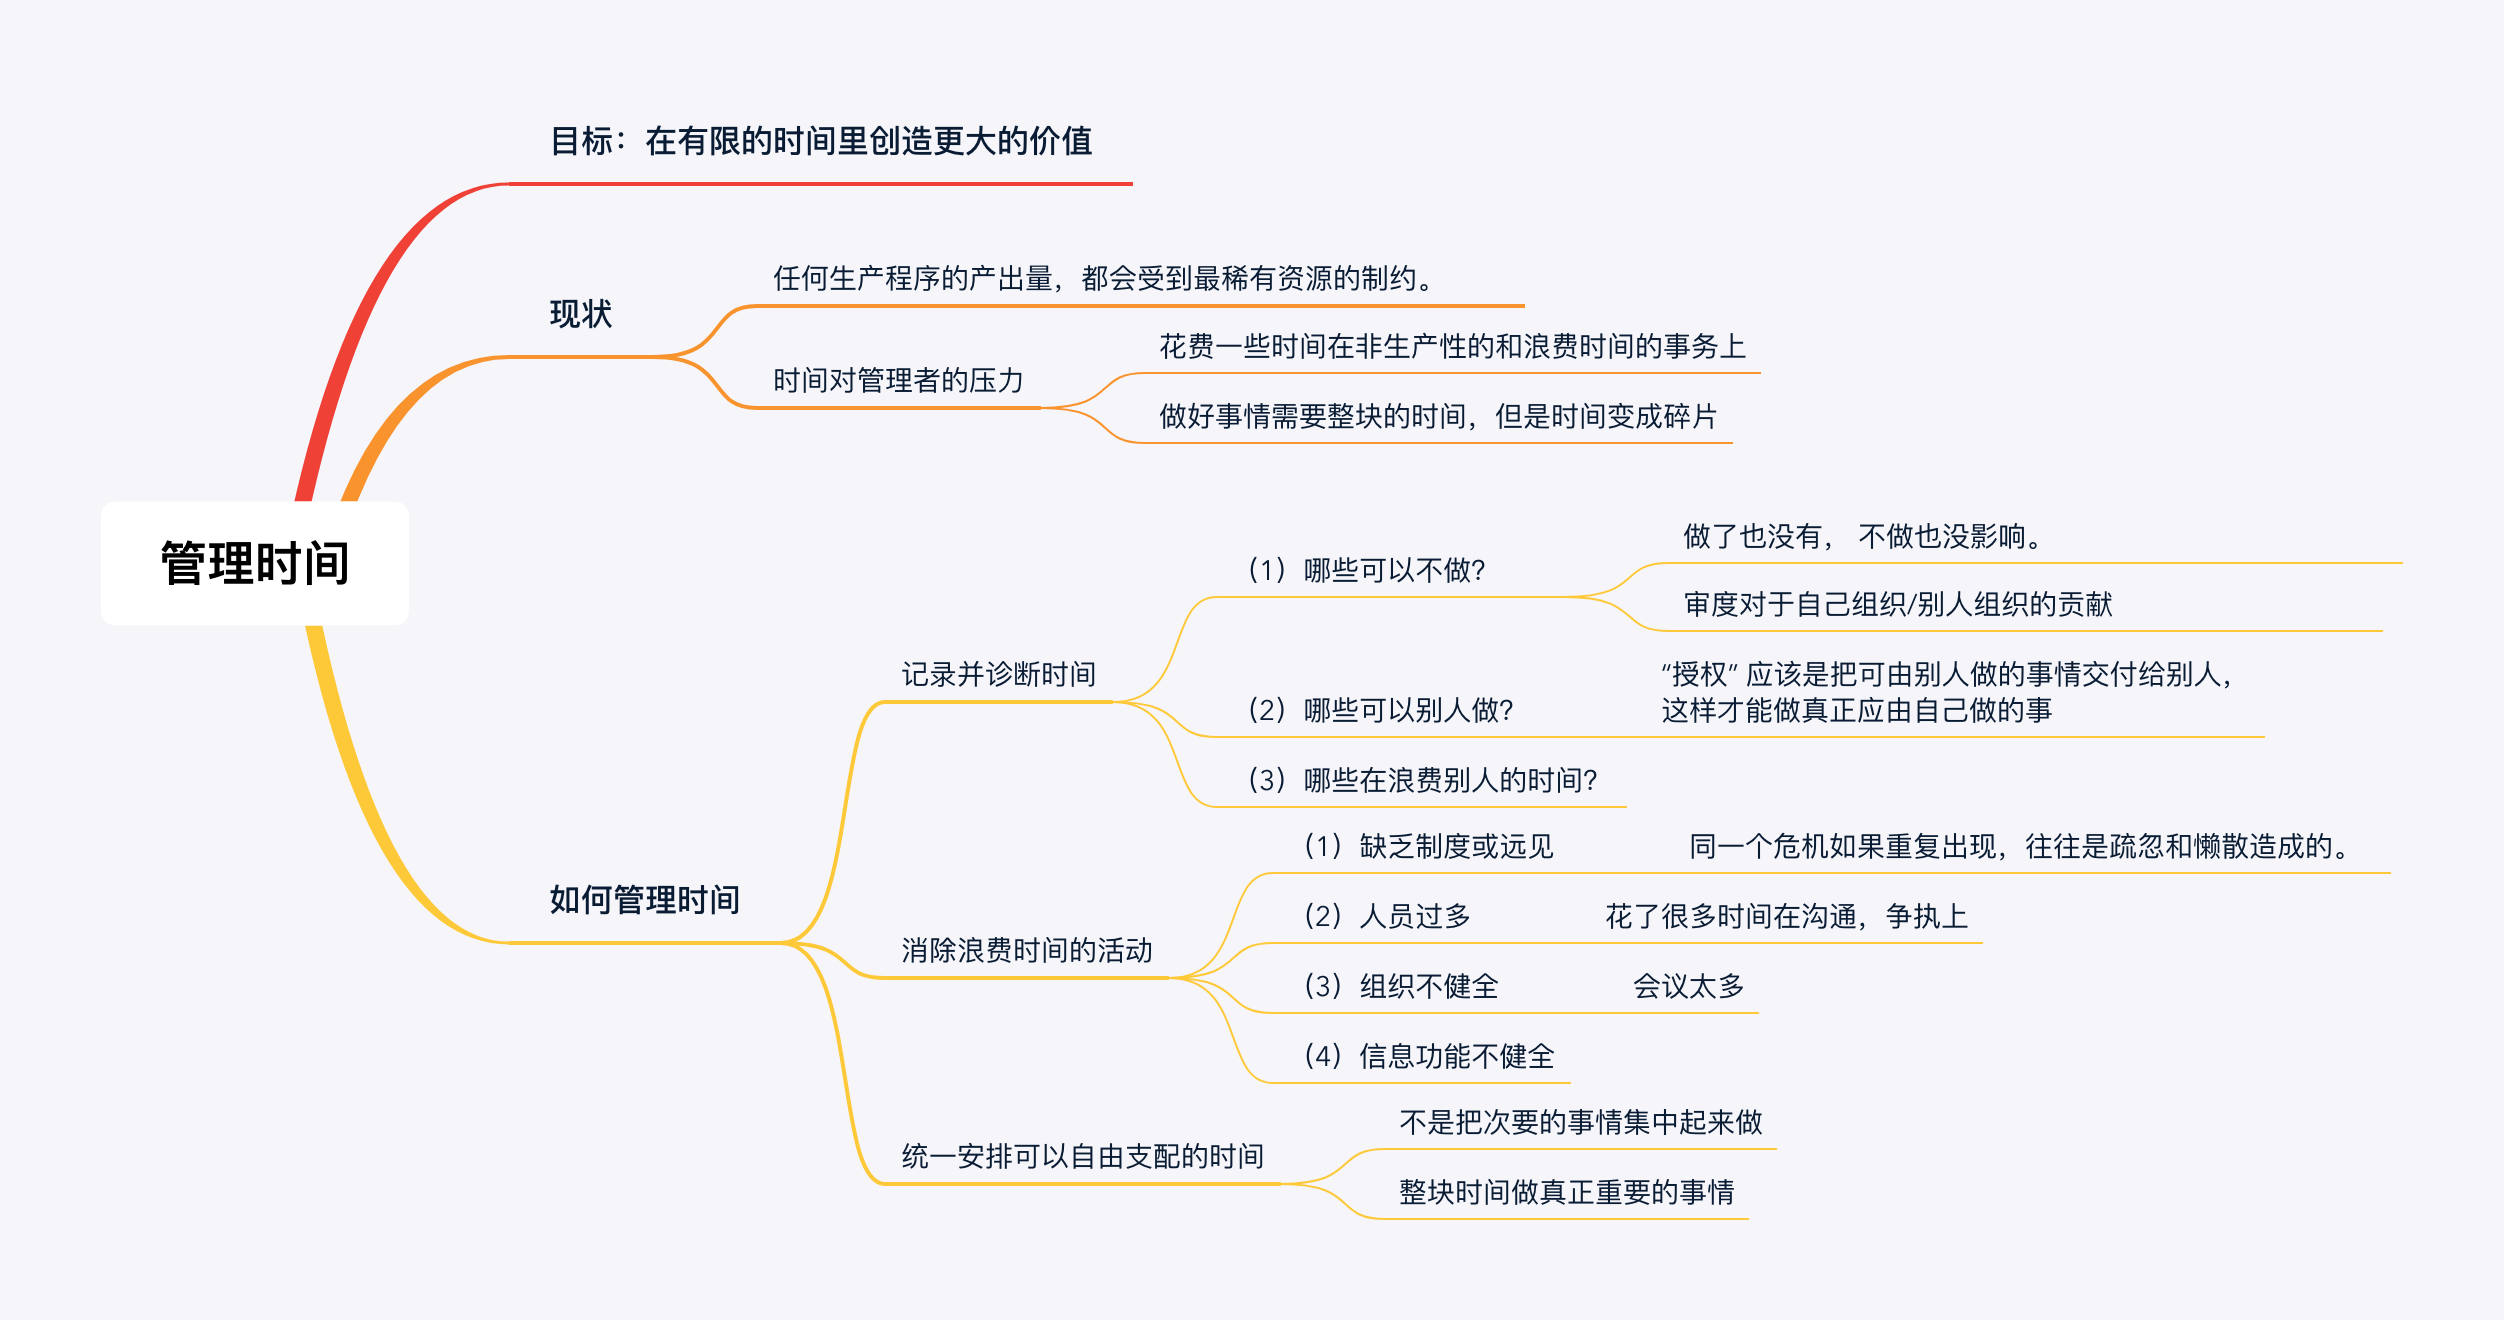 目标：在有限的时间里创造更大的价值
任何生产程序的产出量，都会受到最稀有资源的制约。
现状
花费一些时间在非生产性的和浪费时间的事务上
时间对管理者的压力
做好事情需要整块的时间，但是时间变成碎片
管理时间
做了也没有， 不做也没影响。
（1）哪些可以不做？
审度对于自己组织/别人组织的贡献
记录并诊断时间
“授权” 应该是把可由别人做的事情交付给别人，
（2）哪些可以别人做？
这样才能做真正应由自己做的事
（3）哪些在浪费别人的时间？
（1）缺乏制度或远见 同一个危机如果重复出现，往往是疏忽和懒散造成的。
如何管理时间
（2）人员过多 花了很多时间在沟通，争执上
消除浪费时间的活动
（3）组织不健全 会议太多
（4）信息功能不健全
不是把次要的事情集中起来做
统一安排可以自由支配的时间
整块时间做真正重要的事情